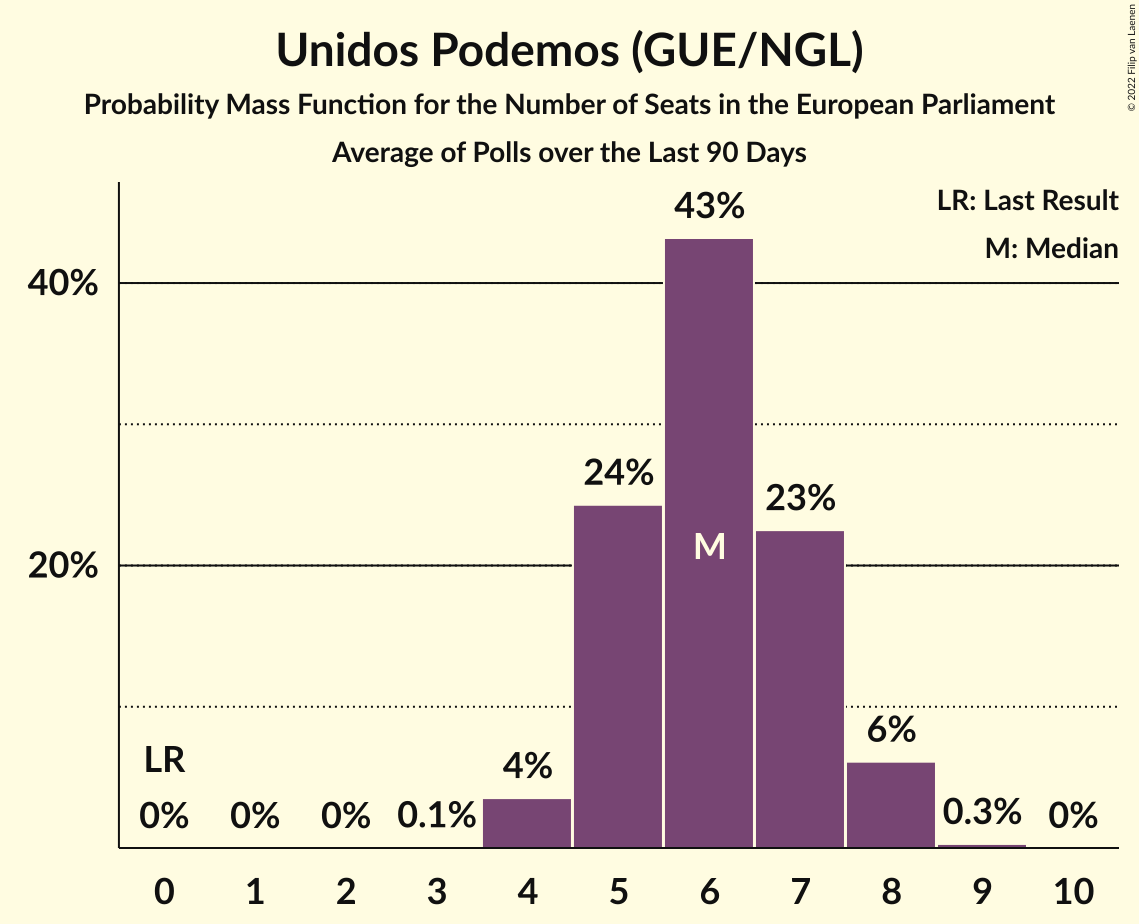 Unidos Podemos (GUE/NGL)
Probability Mass Function for the Number of Seats in the European Parliament
Average of Polls over the Last 90 Days
© 2022 Filip van Laenen
LR: Last Result
M: Median
43%
40%
24%
23%
M
20%
6%
LR
4%
0% 0% 0% 0.1% 0.3% 0%
0 1 2 3 4 5 6 7 8 9 10